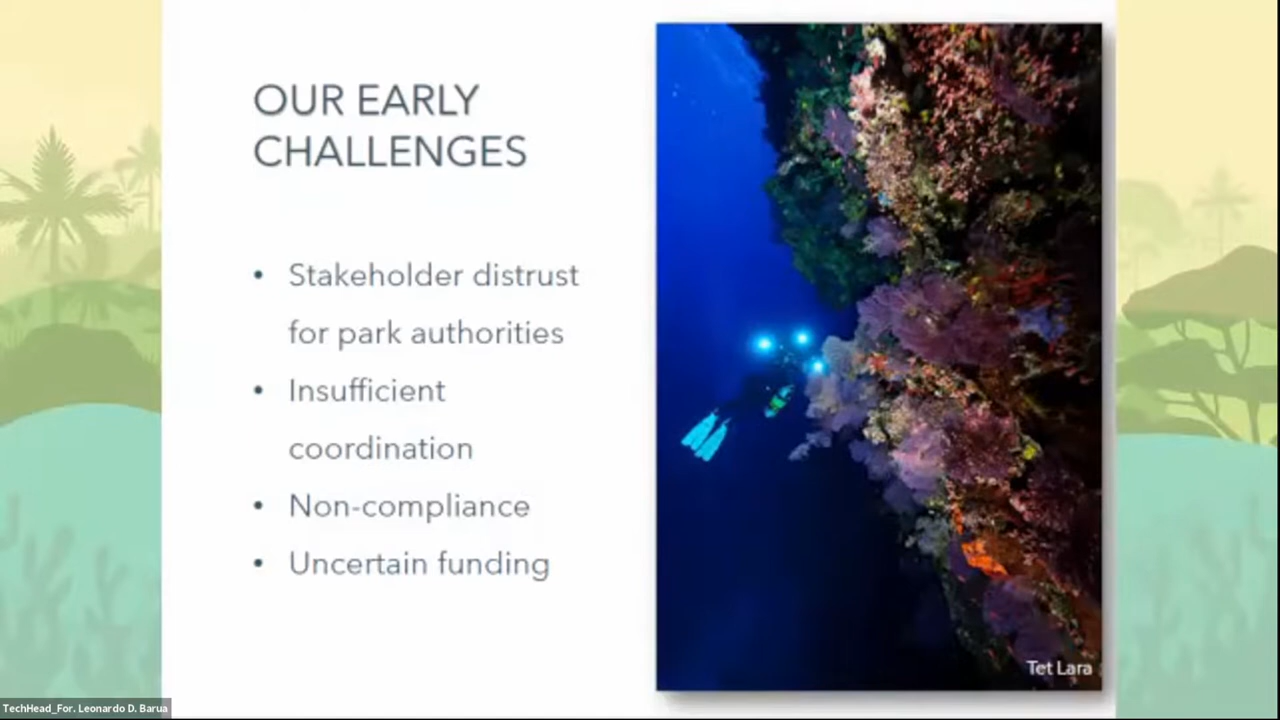 OUR EARLY
CHALLENGES
• Stakeholder distrust
for park authorities
• Insufficient
coordination
• Non-compliance
• Uncertain funding
Tet Lara
TechHead_For. Leonardo D. Barua